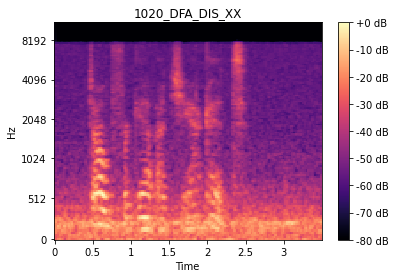 1020_DFA_DIS_XX
+0 dB
8192
-10 dB
4096
-20 dB
-30 dB
2048
Hz
-40 dB
1024
-50 dB
512
-60 dB
-70 dB
0
-80 dB
0 0.5 1 1.5 2 2.5 3
Time